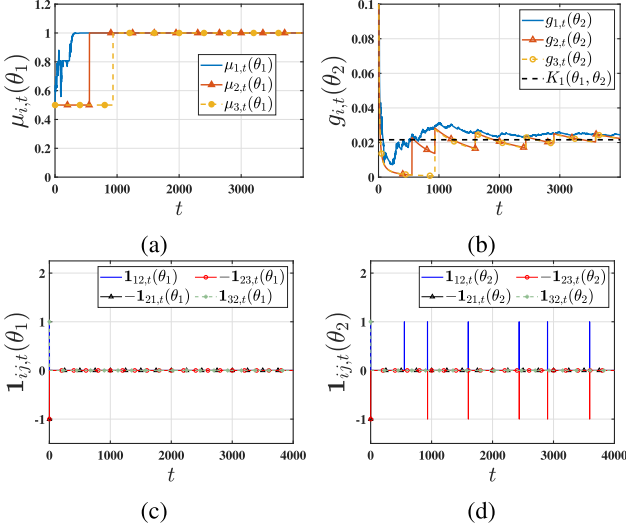 1.2
1
0.8
0.6
0.4
0.2
0
μ_{i,t}(θ_1)
μ_{1,t}(θ_1)
μ_{2,t}(θ_1)
μ_{3,t}(θ_1)
0 1000 2000 3000
t
(a)
0.1
0.08
0.06
0.04
0.02
0
g_{i,t}(θ_2)
g_{1,t}(θ_2)
g_{2,t}(θ_2)
g_{3,t}(θ_2)
K_1(θ_1, θ_2)
0 1000 2000 3000
t
(b)
2
1
0
-1
1_{ij,t}(θ_1)
1_{12,t}(θ_1) −1_{23,t}(θ_1)
−1_{21,t}(θ_1) 1_{32,t}(θ_1)
0 1000 2000 3000 4000
t
(c)
2
1
0
-1
1_{ij,t}(θ_2)
1_{12,t}(θ_2) −1_{23,t}(θ_2)
−1_{21,t}(θ_2) 1_{32,t}(θ_2)
0 1000 2000 3000 4000
t
(d)